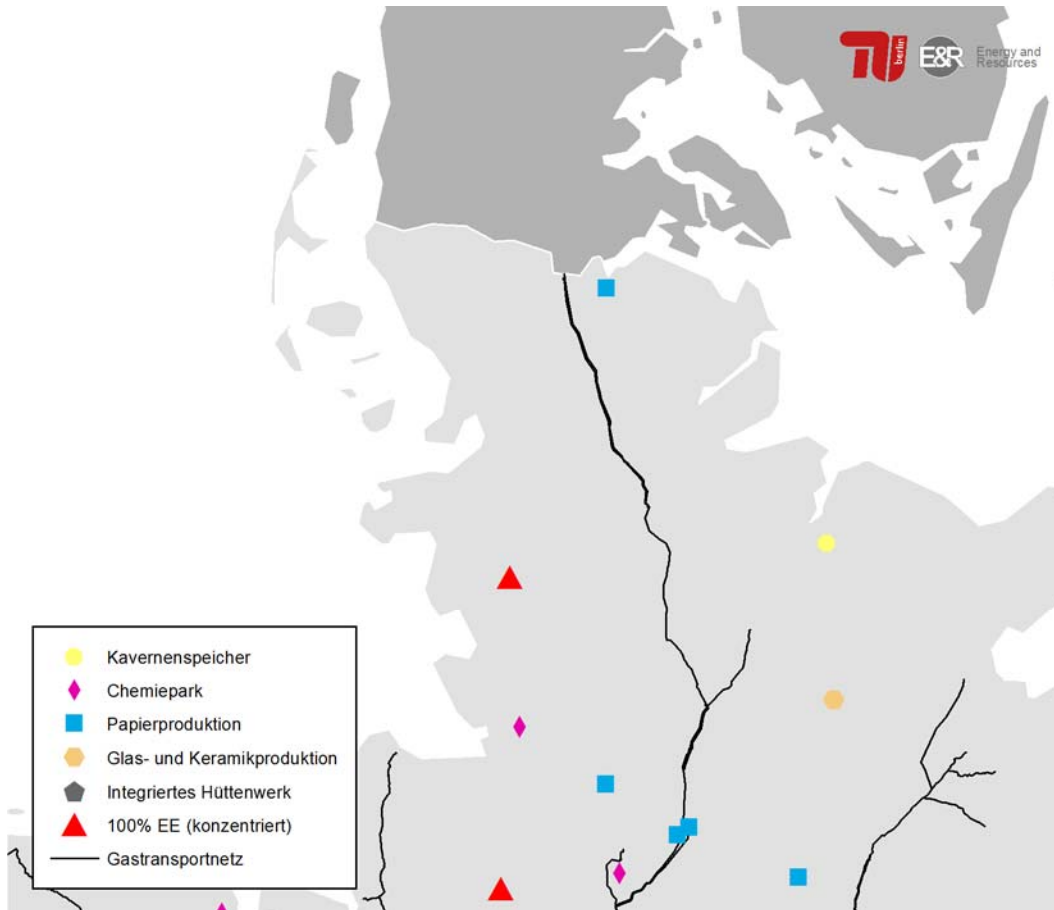 TU berlin E&R Energy and
Resources
Kavernenspeicher
Chemiepark
Papierproduktion
Glas- und Keramikproduktion
Integriertes Hüttenwerk
100% EE (konzentriert)
Gastransportnetz